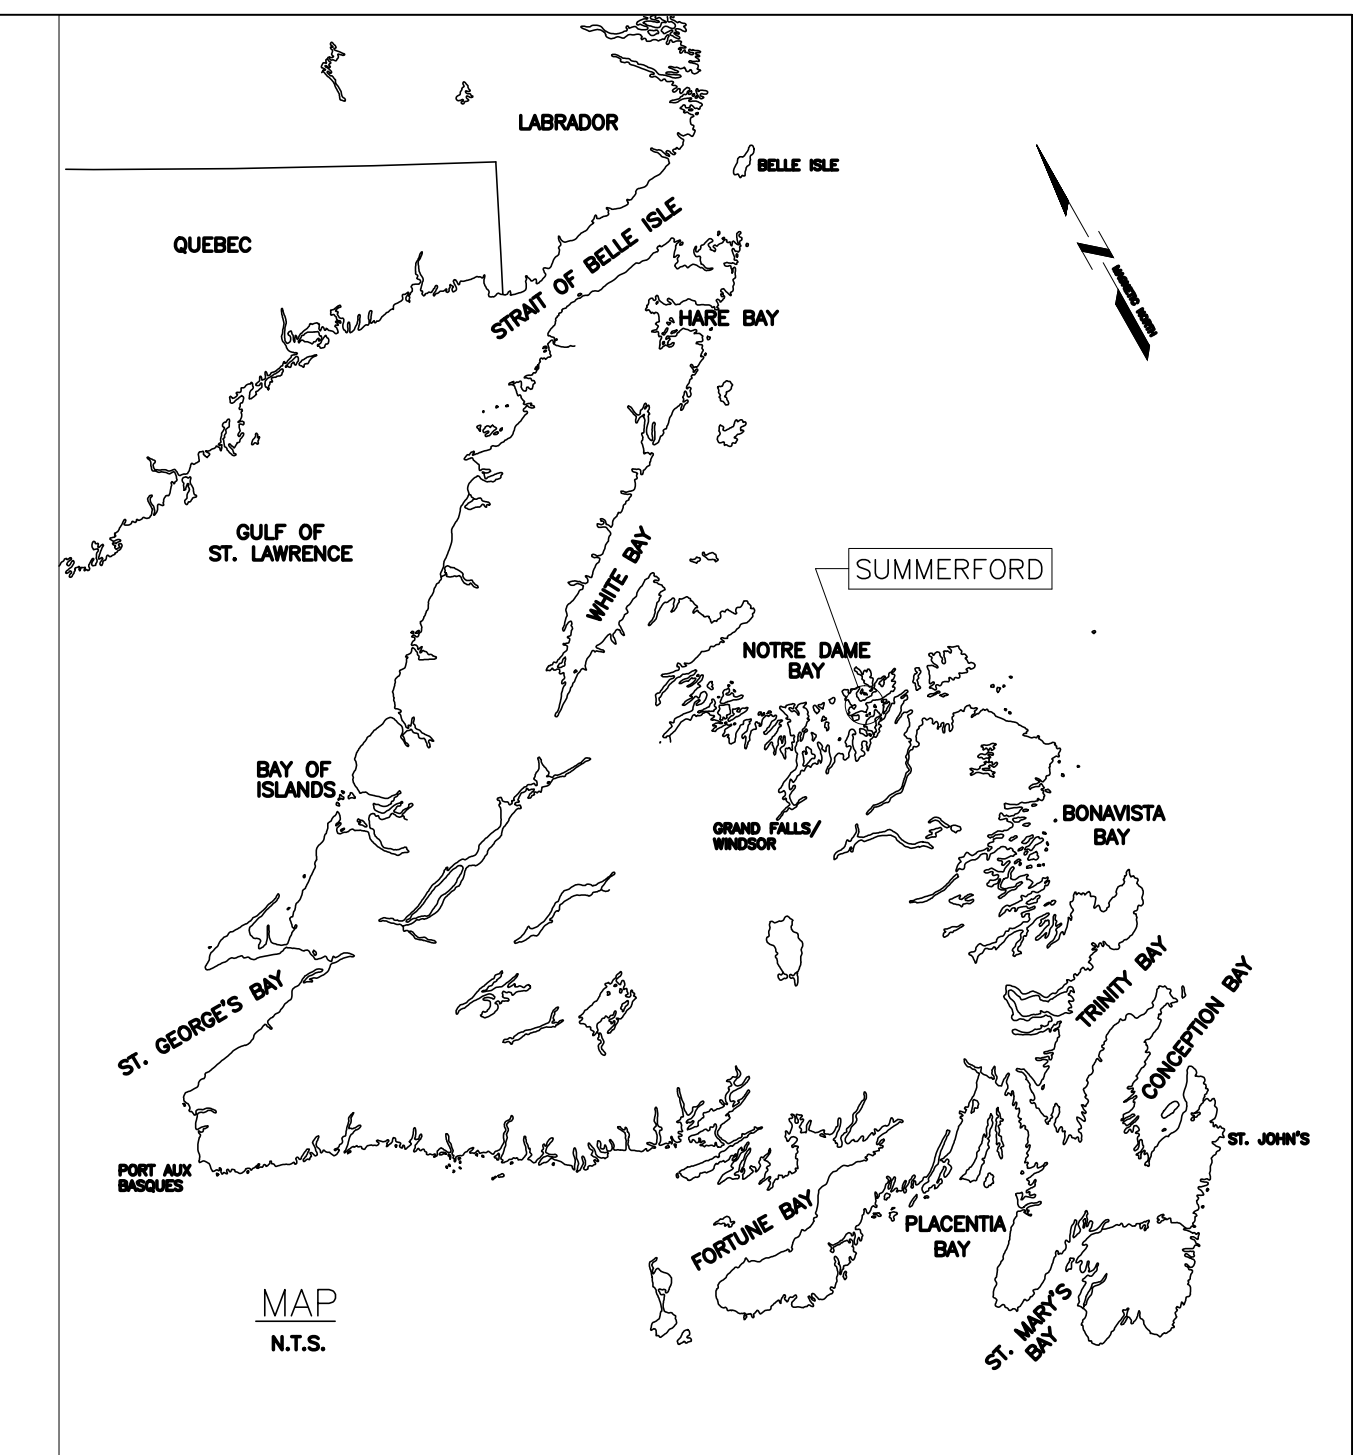 LABRADOR
BELLE ISLE
QUEBEC
STRAIT OF BELLE ISLE
MAGNETIC NORTH
HARE BAY
GULF OF
ST. LAWRENCE
WHITE BAY
SUMMERFORD
NOTRE DAME
BAY
BAY OF
ISLANDS
GRAND FALLS/
WINDSOR
BONAVISTA
BAY
ST. GEORGE'S BAY
TRINITY BAY
CONCEPTION BAY
ST. JOHN'S
PORT AUX
BASQUES
FORTUNE BAY
PLACENTIA
BAY
ST. MARY'S
BAY
MAP
N.T.S.